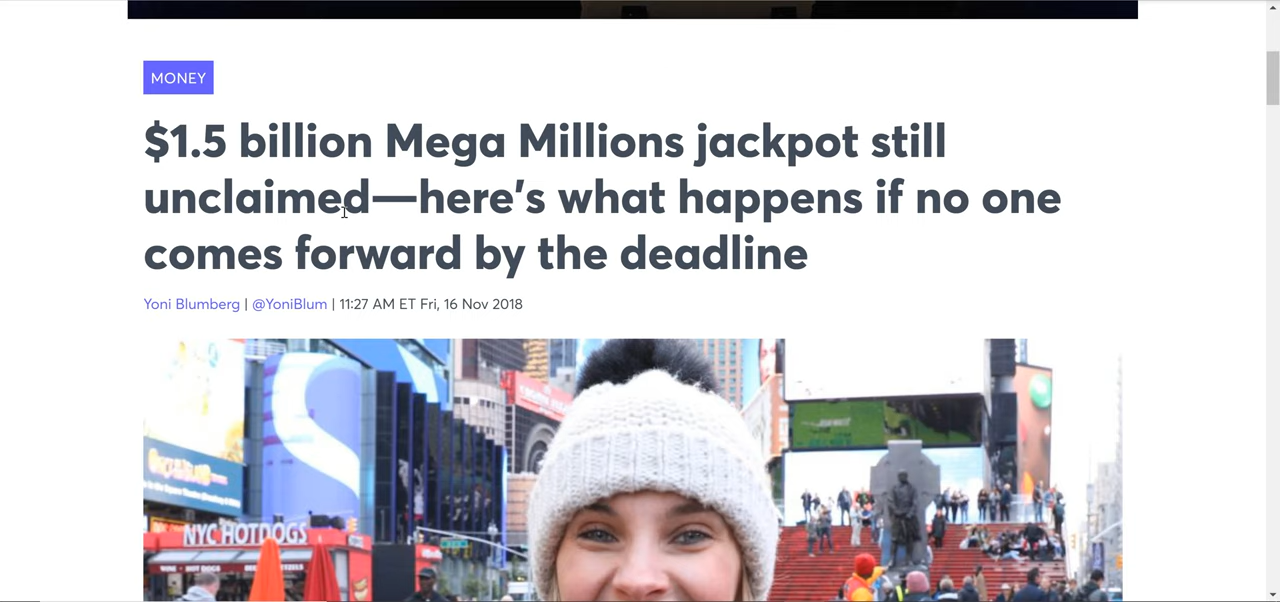 MONEY
$1.5 billion Mega Millions jackpot still
unclaimed—here's what happens if no one
comes forward by the deadline
Yoni Blumberg | @YoniBlum | 11:27 AM ET Fri, 16 Nov 2018
NYC HOTDOGS